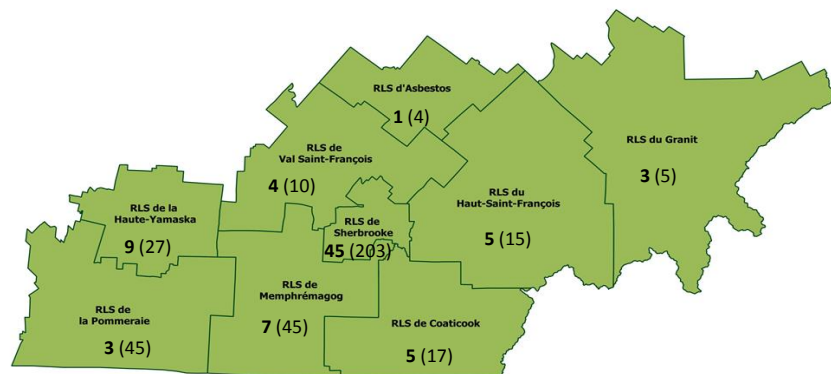 RLS d'Asbestos
1 (4)
RLS du Granit
3 (5)
RLS de
Val Saint-François
4 (10)
RLS du
Haut-Saint-François
5 (15)
RLS de la
Haute-Yamaska
9 (27)
RLS de
Sherbrooke
45 (203)
RLS de
Memphrémagog
7 (45)
RLS de
la Pommeraie
3 (45)
RLS de Coaticook
5 (17)